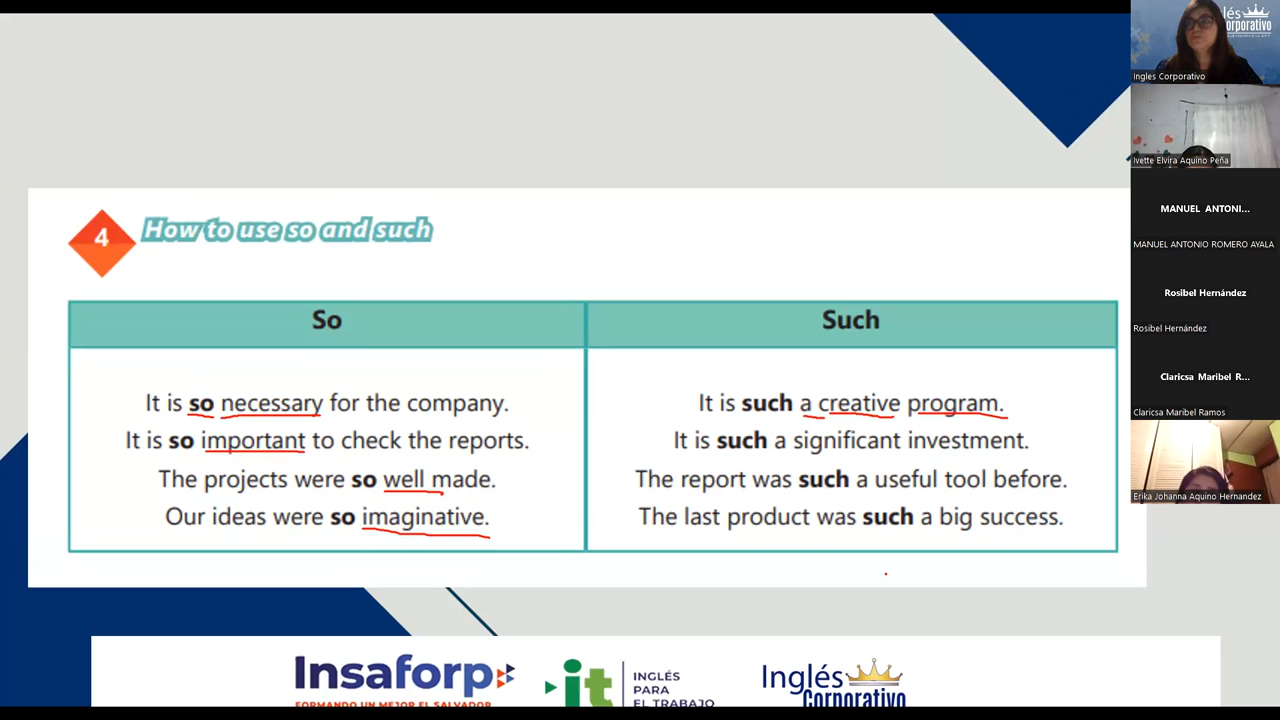 4
How to use so and such
So
It is so necessary for the company.
It is so important to check the reports.
The projects were so well made.
Our ideas were so imaginative.
Such
It is such a creative program.
It is such a significant investment.
The report was such a useful tool before.
The last product was such a big success.
Insaforp
FORMANDO UN MEJOR EL SALVADOR
it
INGLÉS
PARA
EL TRABAJO
Inglés
Corporativo
lés
orporativo
Ingles Corporativo
Ivette Elvira Aquino Peña
MANUEL ANTONI...
MANUEL ANTONIO ROMERO AYALA
Rosibel Hernández
Rosibel Hernández
Claricsa Maribel R...
Claricsa Maribel Ramos
Erika Johanna Aquino Hernandez